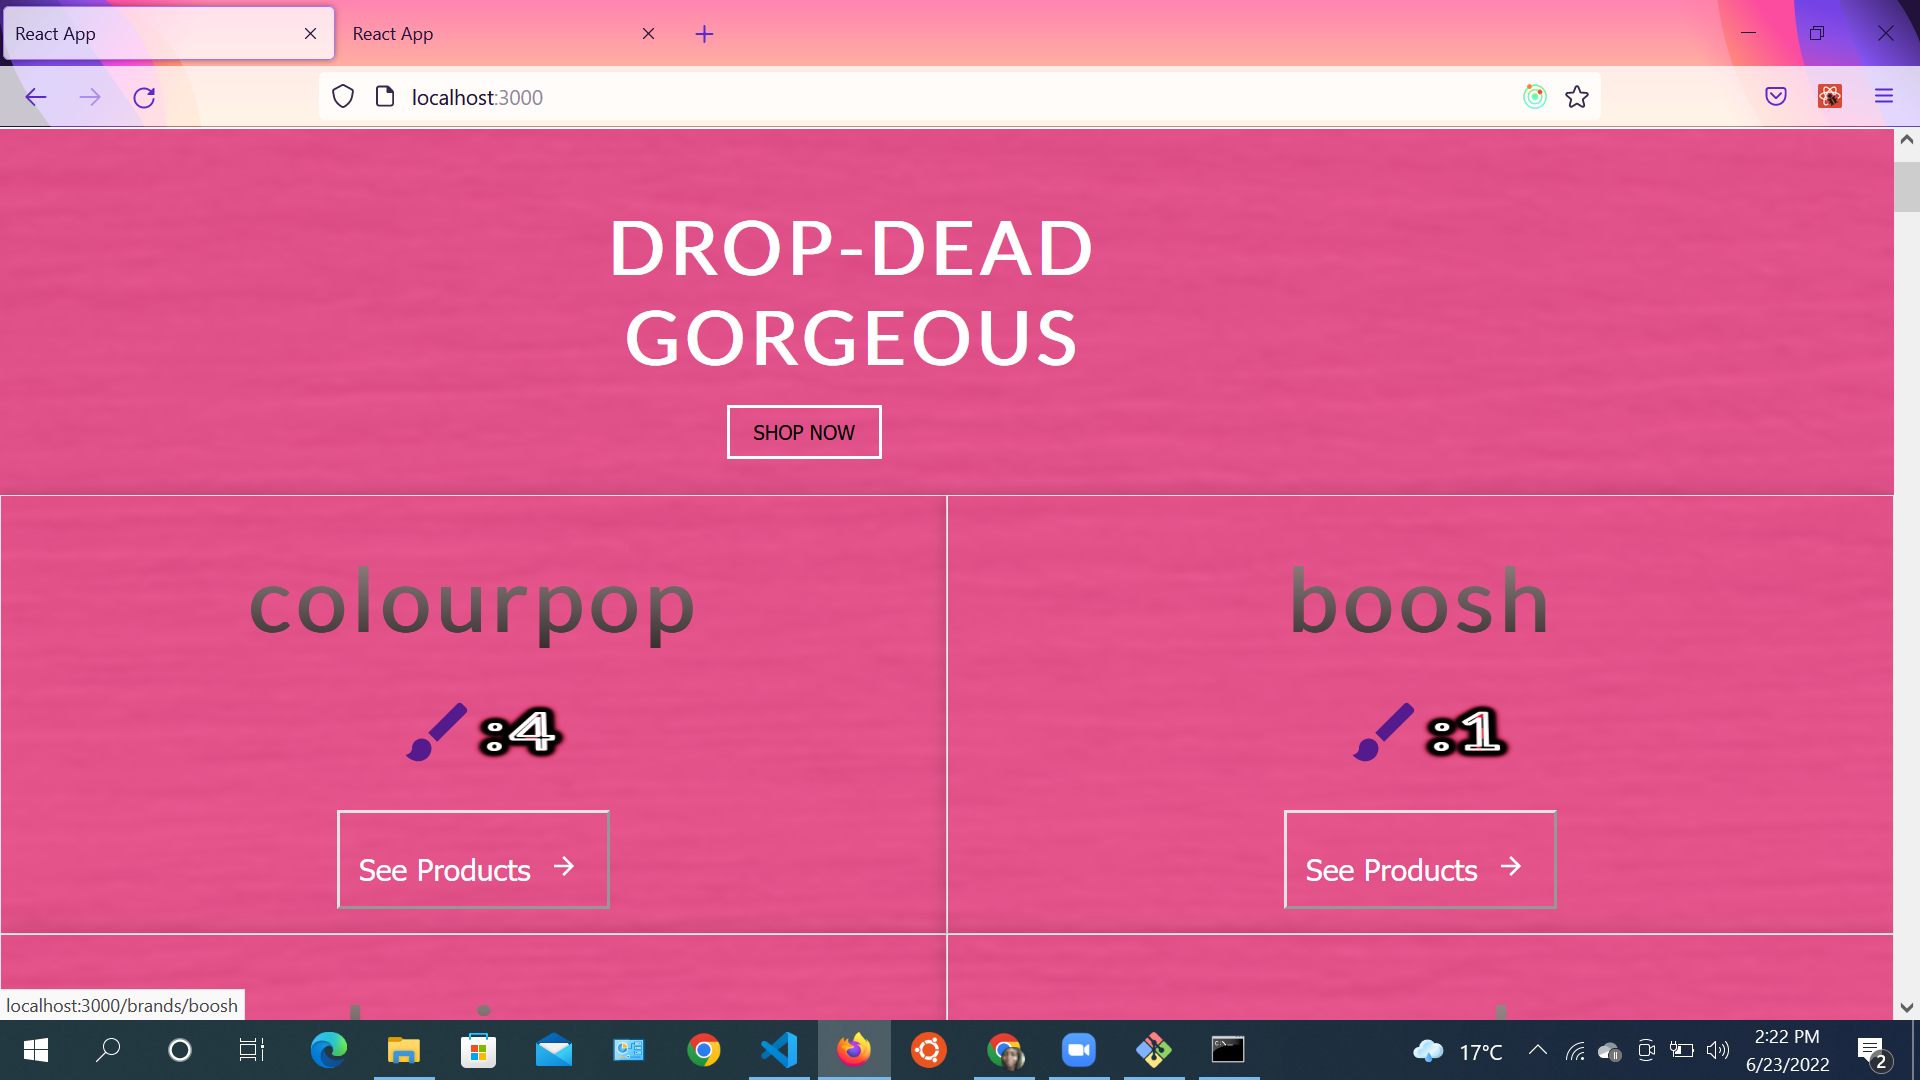 React App
React App
localhost:3000
DROP-DEAD
GORGEOUS
SHOP NOW
colourpop
boosh
:4
:1
See Products
See Products
localhost:3000/brands/boosh
17°C
2:22 PM
6/23/2022
2